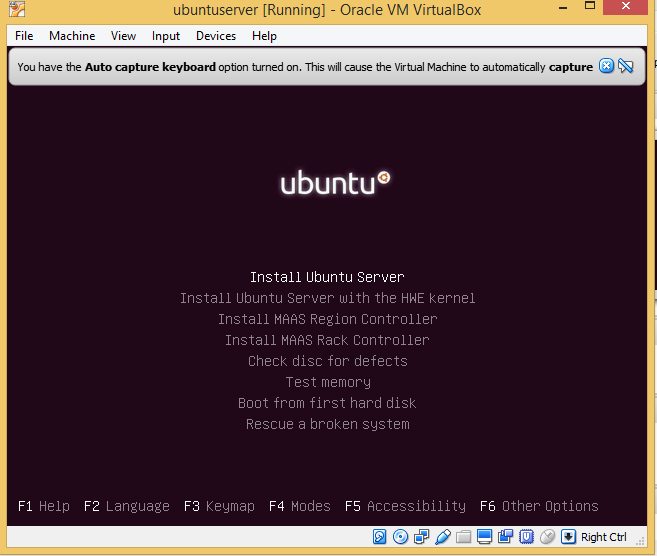 ubuntuserver [Running] - Oracle VM VirtualBox
File Machine View Input Devices Help
You have the Auto capture keyboard option turned on. This will cause the Virtual Machine to automatically capture
ubuntu
Install Ubuntu Server
Install Ubuntu Server with the HWE kernel
Install MAAS Region Controller
Install MAAS Rack Controller
Check disc for defects
Test memory
Boot from first hard disk
Rescue a broken system
F1 Help F2 Language F3 Keymap F4 Modes F5 Accessibility F6 Other Options
Right Ctrl